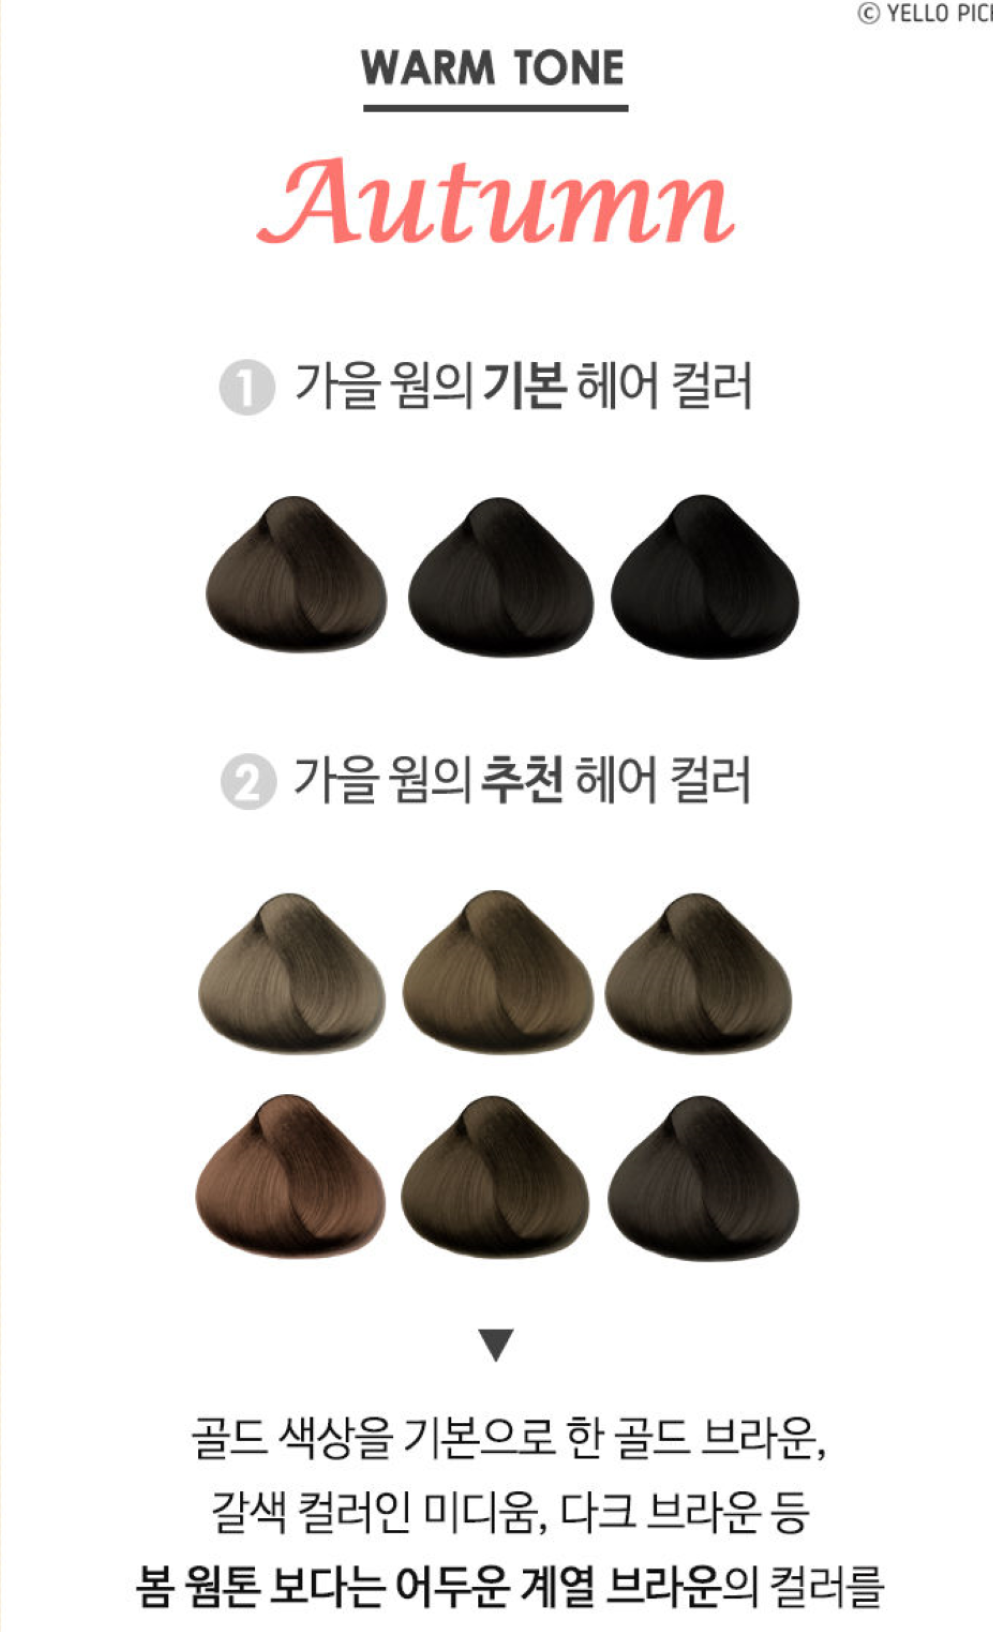 © YELLO PICI
WARM TONE
Autumn
1 가을 웜의 기본 헤어 컬러
2 가을 웜의 추천 헤어 컬러
골드 색상을 기본으로 한 골드 브라운,
갈색 컬러인 미디움, 다크 브라운 등
봄 웜톤 보다는 어두운 계열 브라운의 컬러를